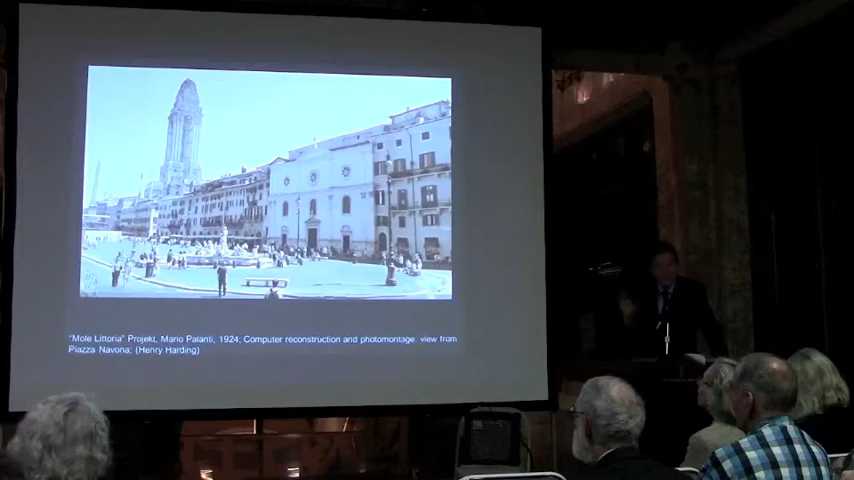 "Mole Littoria" Projekt, Mario Palanti, 1924; Computer reconstruction and photomontage: view from
Piazza Navona; (Henry Harding)